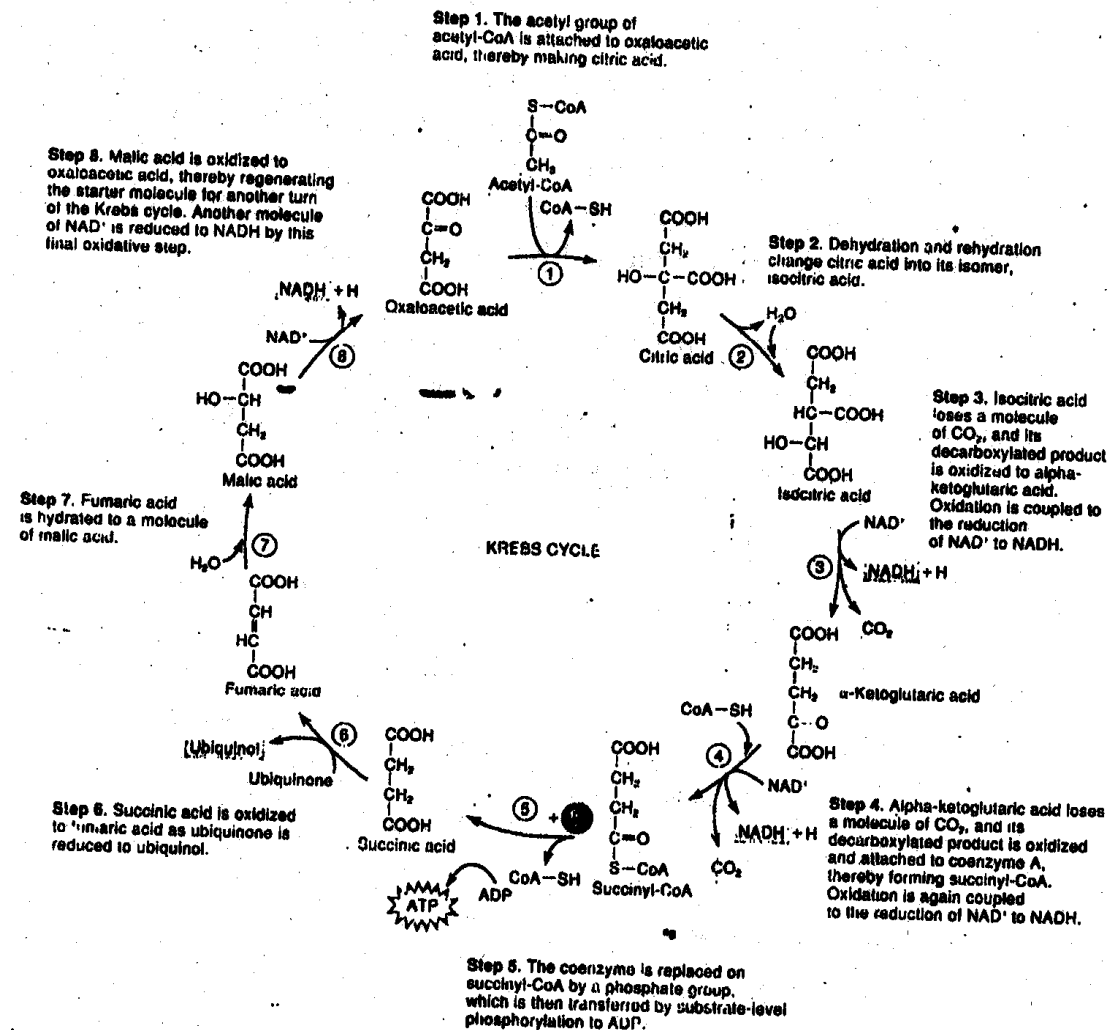 Step 1. The acetyl group of
acetyl-CoA is attached to oxaloacetic
acid, thereby making citric acid.
S—CoA
C=O
CH₃
Acetyl-CoA
CoA—SH
1
Step 8. Malic acid is oxidized to
oxaloacetic acid, thereby regenerating
the starter molecule for another turn
of the Krebs cycle. Another molecule
of NAD⁺ is reduced to NADH by this
final oxidative step.
COOH
C=O
CH₂
COOH
Oxaloacetic acid
COOH
CH₂
HO—C—COOH
CH₂
COOH
Citric acid
Step 2. Dehydration and rehydration
change citric acid into its isomer,
isocitric acid.
H₂O
2
COOH
CH₂
HC—COOH
HO—CH
COOH
Isocitric acid
Step 3. Isocitric acid
loses a molecule
of CO₂, and its
decarboxylated product
is oxidized to alpha-
ketoglutaric acid.
Oxidation is coupled to
the reduction
of NAD⁺ to NADH.
NAD⁺
NADH + H
3
CO₂
NADH + H
NAD⁺
8
COOH
HO—CH
CH₂
COOH
Malic acid
Step 7. Fumaric acid
is hydrated to a molecule
of malic acid.
H₂O
7
KREBS CYCLE
COOH
CH
HC
COOH
Fumaric acid
COOH
CH₂
CH₂
C--O
COOH
α-Ketoglutaric acid
CoA—SH
4
NAD⁺
NADH + H
CO₂
Step 4. Alpha-ketoglutaric acid loses
a molecule of CO₂, and its
decarboxylated product is oxidized
and attached to coenzyme A,
thereby forming succinyl-CoA.
Oxidation is again coupled
to the reduction of NAD⁺ to NADH.
COOH
CH₂
CH₂
C=O
S—CoA
Succinyl-CoA
5
+
CoA—SH
ADP
ATP
COOH
CH₂
CH₂
COOH
Succinic acid
6
Ubiquinol
Ubiquinone
Step 6. Succinic acid is oxidized
to fumaric acid as ubiquinone is
reduced to ubiquinol.
Step 5. The coenzyme is replaced on
succinyl-CoA by a phosphate group,
which is then transferred by substrate-level
phosphorylation to ADP.